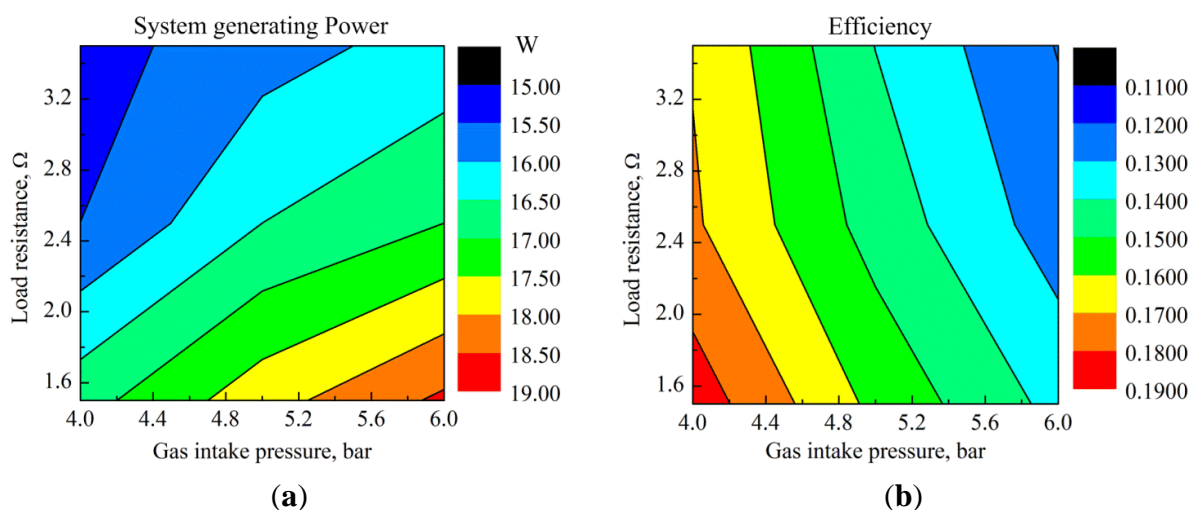 System generating Power
W
15.00
15.50
16.00
16.50
17.00
17.50
18.00
18.50
19.00
Load resistance, Ω
3.2
2.8
2.4
2.0
1.6
4.0 4.4 4.8 5.2 5.6 6.0
Gas intake pressure, bar
(a)
Efficiency
0.1100
0.1200
0.1300
0.1400
0.1500
0.1600
0.1700
0.1800
0.1900
Load resistance, Ω
3.2
2.8
2.4
2.0
1.6
4.0 4.4 4.8 5.2 5.6 6.0
Gas intake pressure, bar
(b)